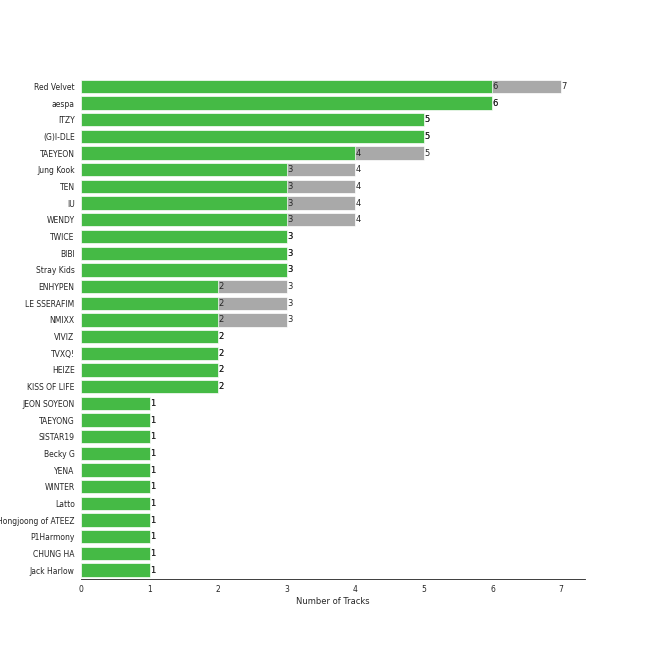 Red Velvet 6 7
aespa 6
ITZY 5
(G)I-DLE 5
TAEYEON 4 5
Jung Kook 3 4
TEN 3 4
IU 3 4
WENDY 3 4
TWICE 3
BIBI 3
Stray Kids 3
ENHYPEN 2 3
LE SSERAFIM 2 3
NMIXX 2 3
VIVIZ 2
TVXQ! 2
HEIZE 2
KISS OF LIFE 2
JEON SOYEON 1
TAEYONG 1
SISTAR19 1
Becky G 1
YENA 1
WINTER 1
Latto 1
Hongjoong of ATEEZ 1
P1Harmony 1
CHUNG HA 1
Jack Harlow 1
0 1 2 3 4 5 6 7
Number of Tracks